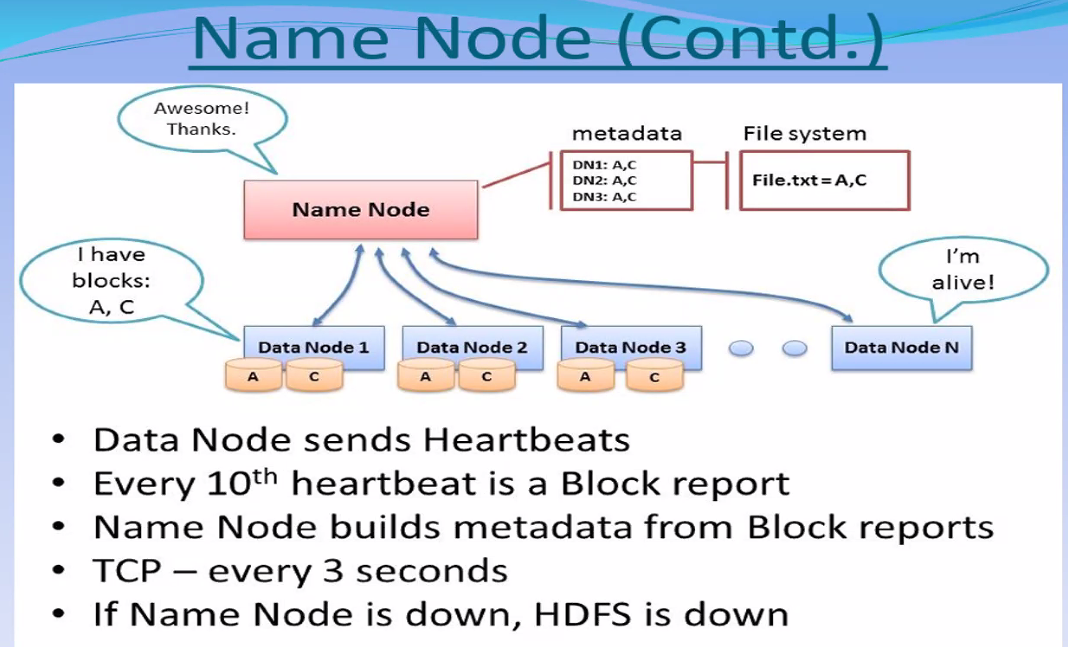 Name Node (Contd.)
Awesome!
Thanks.
metadata
File system
DN1: A,C
DN2: A,C
DN3: A,C
File.txt=A,C
Name Node
I have
blocks:
A, C
I'm
alive!
Data Node 1
Data Node 2
Data Node 3
Data Node N
A
C
A
C
A
C
• Data Node sends Heartbeats
• Every 10th heartbeat is a Block report
• Name Node builds metadata from Block reports
• TCP – every 3 seconds
• If Name Node is down, HDFS is down